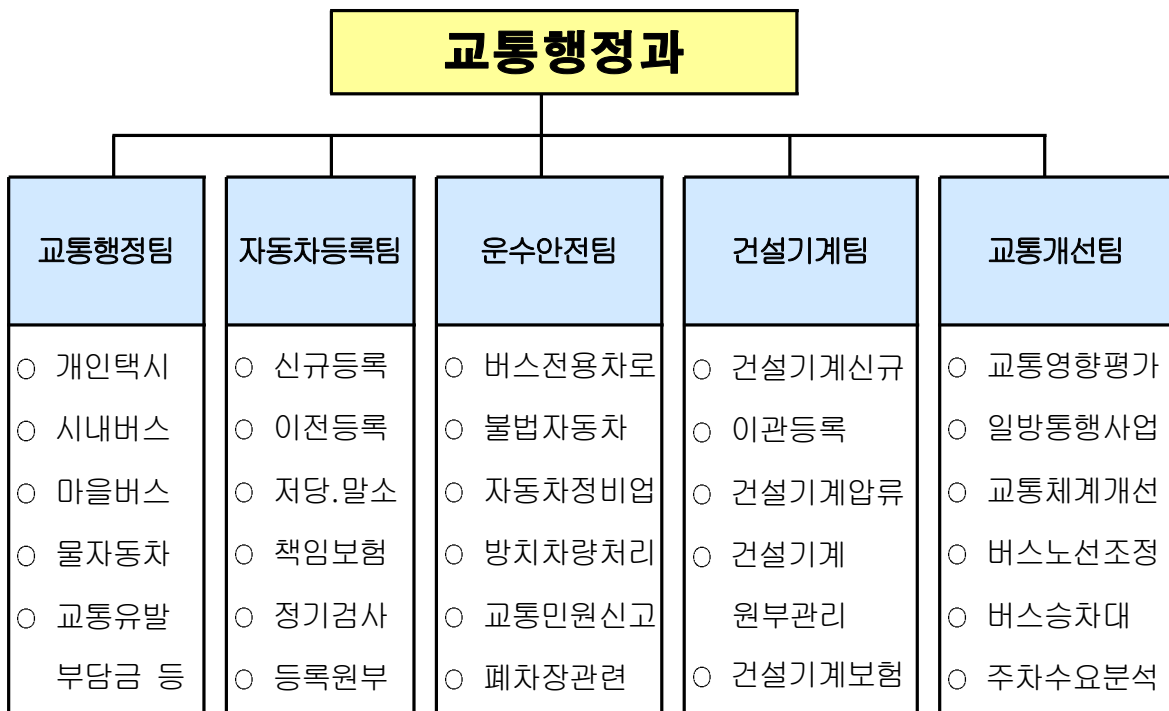 교통행정과
교통행정팀
○ 개인택시
○ 시내버스
○ 마을버스
○ 물자동차
○ 교통유발
부담금 등
자동차등록팀
○ 신규등록
○ 이전등록
○ 저당.말소
○ 책임보험
○ 정기검사
○ 등록원부
운수안전팀
○ 버스전용차로
○ 불법자동차
○ 자동차정비업
○ 방치차량처리
○ 교통민원신고
○ 폐차장관련
건설기계팀
○ 건설기계신규
○ 이관등록
○ 건설기계압류
○ 건설기계
원부관리
○ 건설기계보험
교통개선팀
○ 교통영향평가
○ 일방통행사업
○ 교통체계개선
○ 버스노선조정
○ 버스승차대
○ 주차수요분석